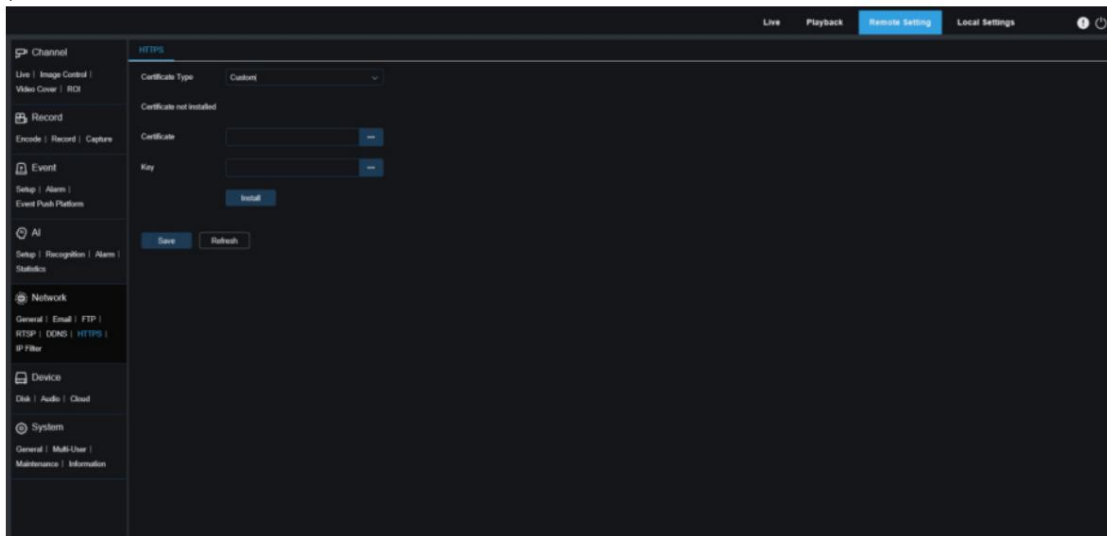 Live Playback Remote Setting Local Settings
Channel
Live | Image Control |
Video Cover | ROI
Record
Encode | Record | Capture
Event
Setup | Alarm |
Event Push Platform
AI
Setup | Recognition | Alarm |
Statistics
Network
General | Email | FTP |
RTSP | DDNS | HTTPS |
IP Filter
Device
Disk | Audio | Cloud
System
General | Multi-User |
Maintenance | Information
HTTPS
Certificate Type Custom
Certificate not installed
Certificate
Key
Install
Save Refresh